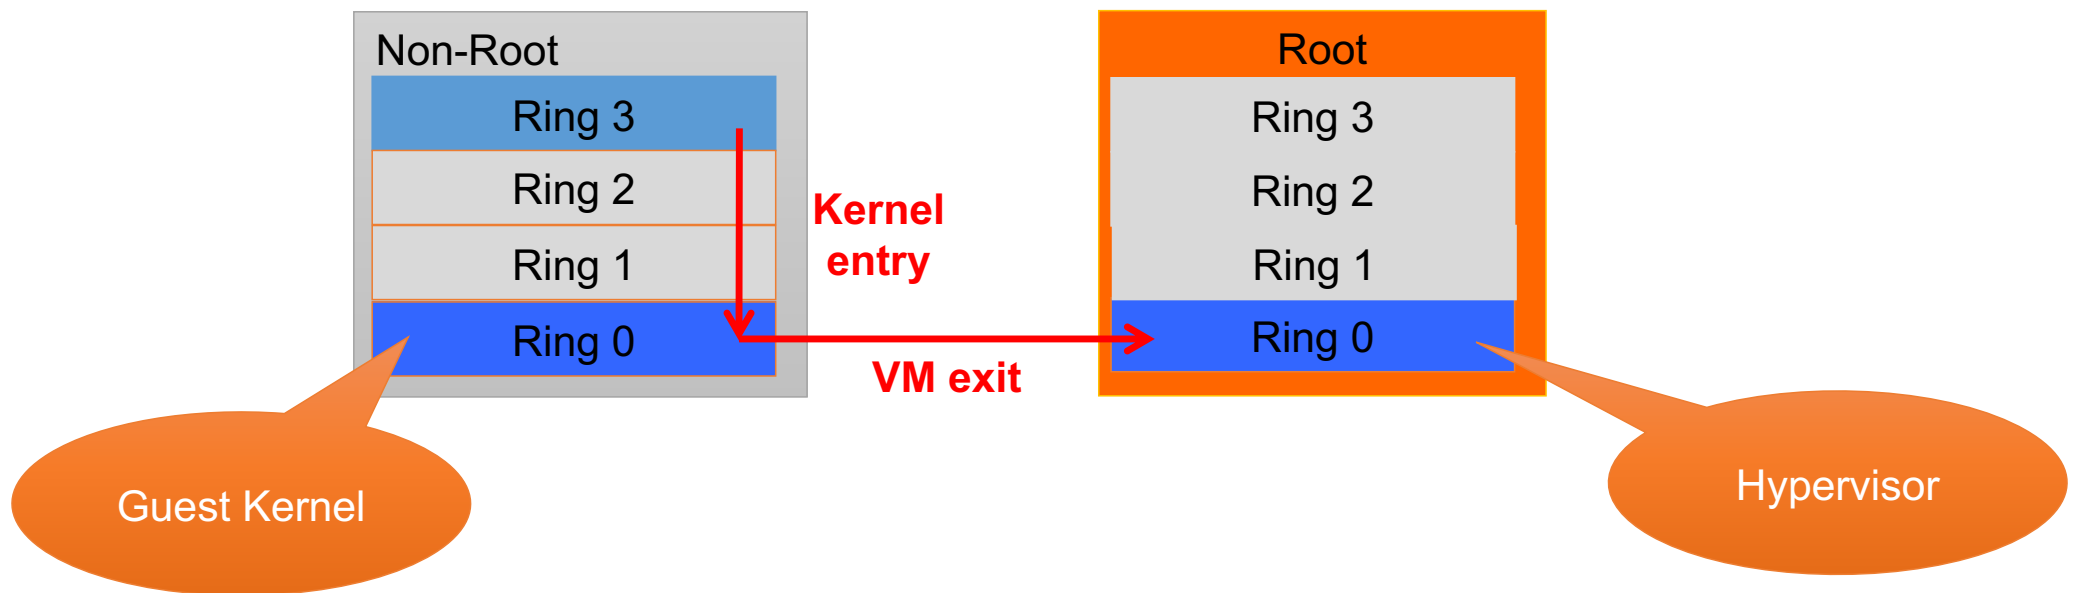 Non-Root
Ring 3
Ring 2
Ring 1
Ring 0
Kernel
entry
VM exit
Root
Ring 3
Ring 2
Ring 1
Ring 0
Guest Kernel
Hypervisor